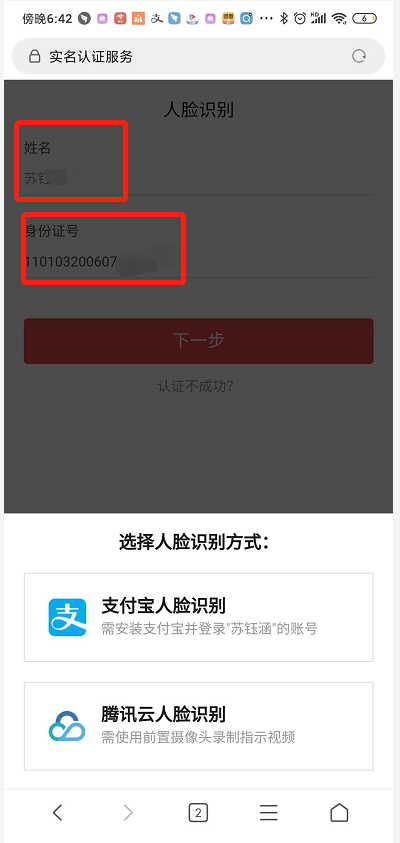 傍晚6:42
HD
6
实名认证服务
人脸识别
姓名
苏钰
身份证号
110103200607
下一步
认证不成功?
选择人脸识别方式:
支 支付宝人脸识别
需安装支付宝并登录"苏钰涵"的账号
腾讯云人脸识别
需使用前置摄像头录制指示视频
2